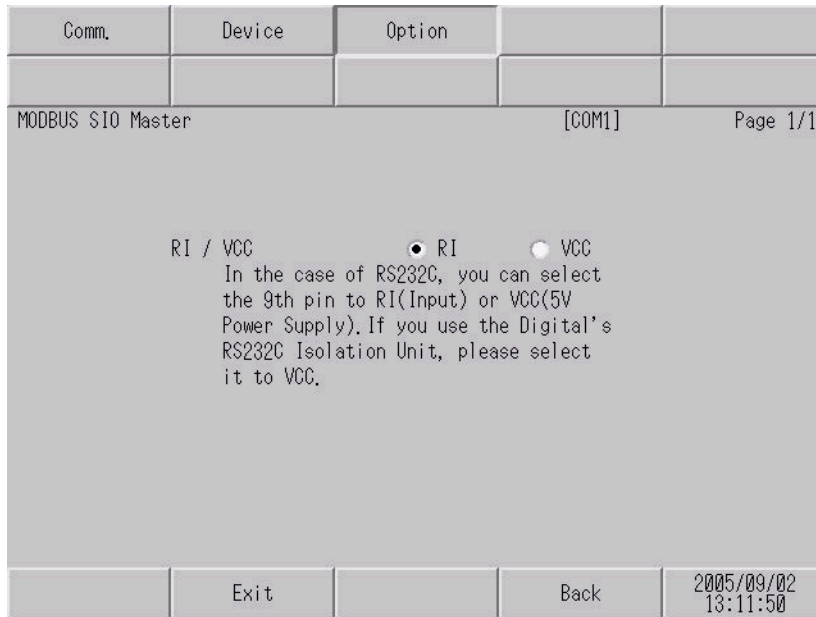 Comm. Device Option
MODBUS SIO Master [COM1] Page 1/1
RI / VCC RI VCC
In the case of RS232C, you can select
the 9th pin to RI(Input) or VCC(5V
Power Supply).If you use the Digital's
RS232C Isolation Unit, please select
it to VCC.
Exit Back 2005/09/02
13:11:50